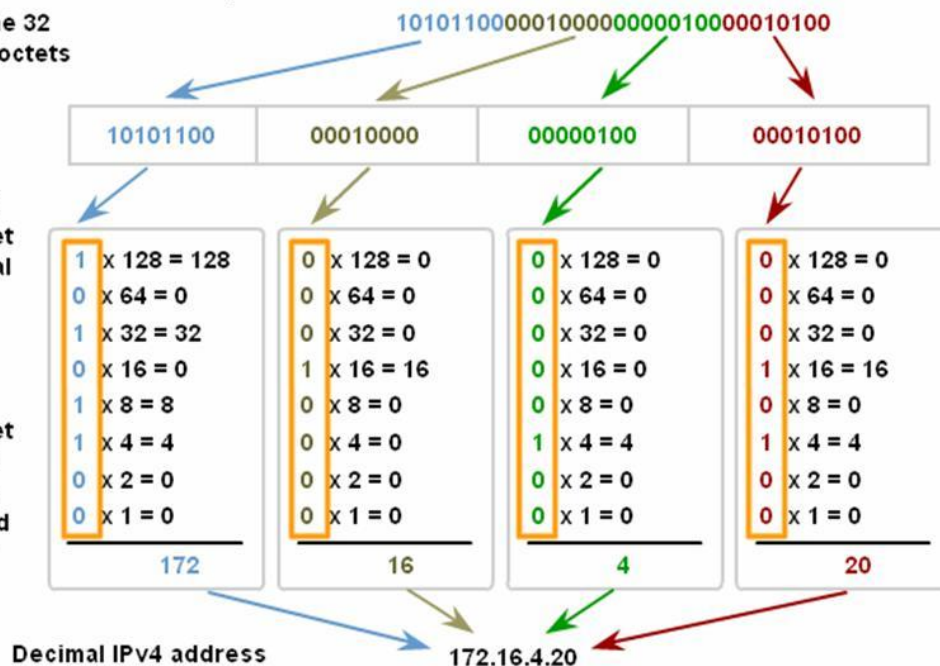 e 32
octets
10101100000100000000010000010100
10101100 00010000 00000100 00010100
et
al
et
d
1 x 128 = 128
0 x 64 = 0
1 x 32 = 32
0 x 16 = 0
1 x 8 = 8
1 x 4 = 4
0 x 2 = 0
0 x 1 = 0
172
0 x 128 = 0
0 x 64 = 0
0 x 32 = 0
1 x 16 = 16
0 x 8 = 0
0 x 4 = 0
0 x 2 = 0
0 x 1 = 0
16
0 x 128 = 0
0 x 64 = 0
0 x 32 = 0
0 x 16 = 0
0 x 8 = 0
1 x 4 = 4
0 x 2 = 0
0 x 1 = 0
4
0 x 128 = 0
0 x 64 = 0
0 x 32 = 0
1 x 16 = 16
0 x 8 = 0
1 x 4 = 4
0 x 2 = 0
0 x 1 = 0
20
Decimal IPv4 address
172.16.4.20